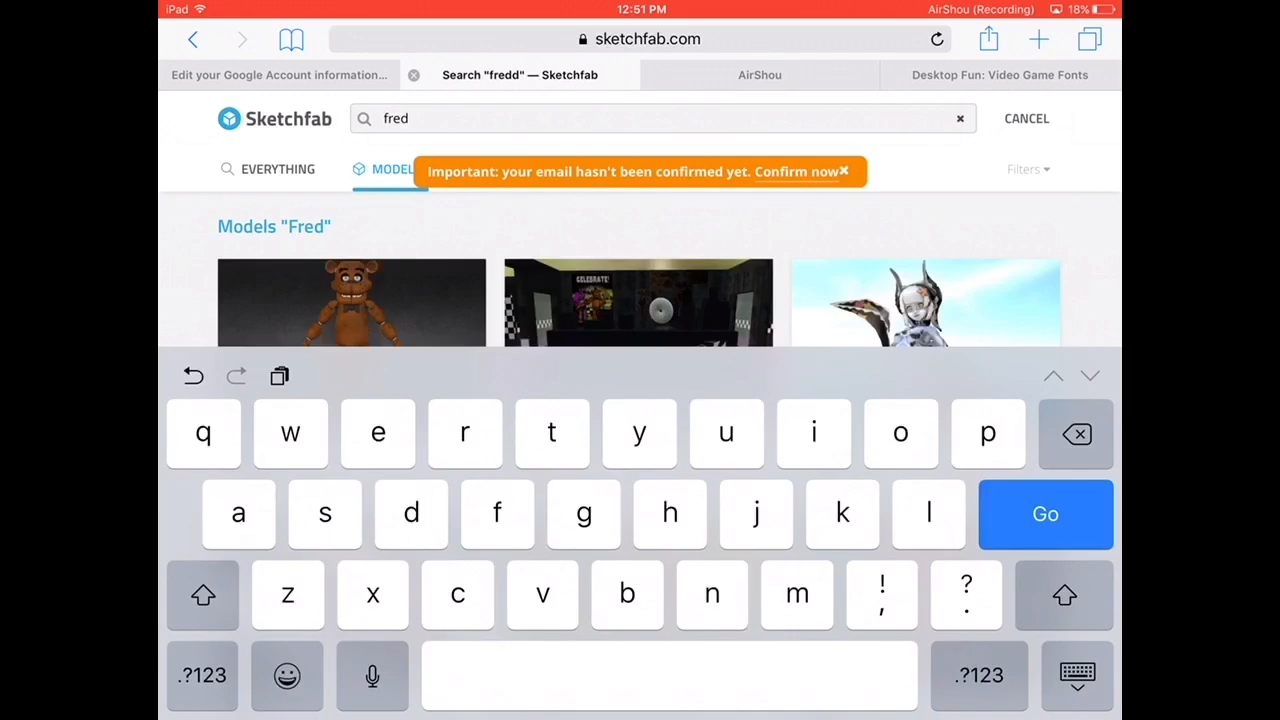 iPad 12:51 PM AirShou (Recording) 18%
sketchfab.com
Edit your Google Account information... Search "fredd" — Sketchfab AirShou Desktop Fun: Video Game Fonts
Sketchfab fred CANCEL
EVERYTHING MODEL Important: your email hasn't been confirmed yet. Confirm now Filters
Models "Fred"
CELEBRATE!
q w e r t y u i o p
a s d f g h j k l Go
z x c v b n m ! , ? .
.?123 .?123